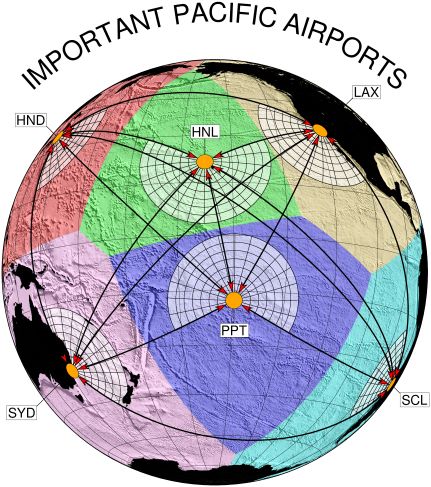 IMPORTANT PACIFIC AIRPORTS
LAX
HND
HNL
PPT
SCL
SYD